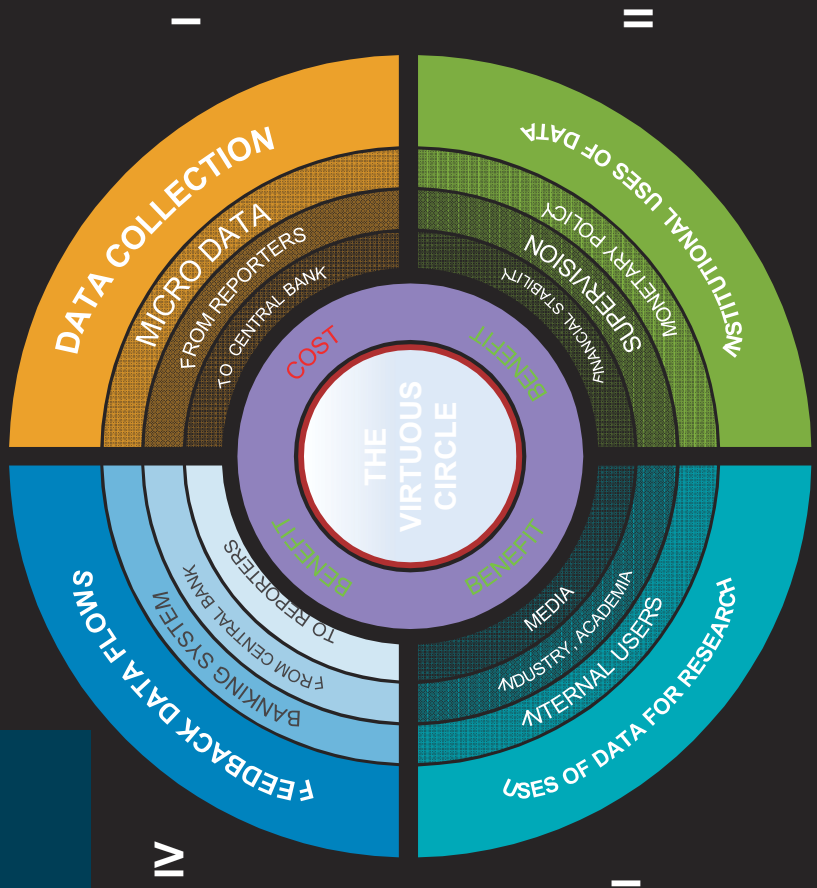 I
II
DATA COLLECTION
MICRO DATA
FROM REPORTERS
TO CENTRAL BANK
COST
INSTITUTIONAL USES OF DATA
MONETARY POLICY
SUPERVISION
FINANCIAL STABILITY
BENEFIT
THE
VIRTUOUS
CIRCLE
BENEFIT
TO REPORTERS
FROM CENTRAL BANK
BANKING SYSTEM
FEEDBACK DATA FLOWS
BENEFIT
MEDIA
INDUSTRY, ACADEMIA
INTERNAL USERS
USES OF DATA FOR RESEARCH
IV